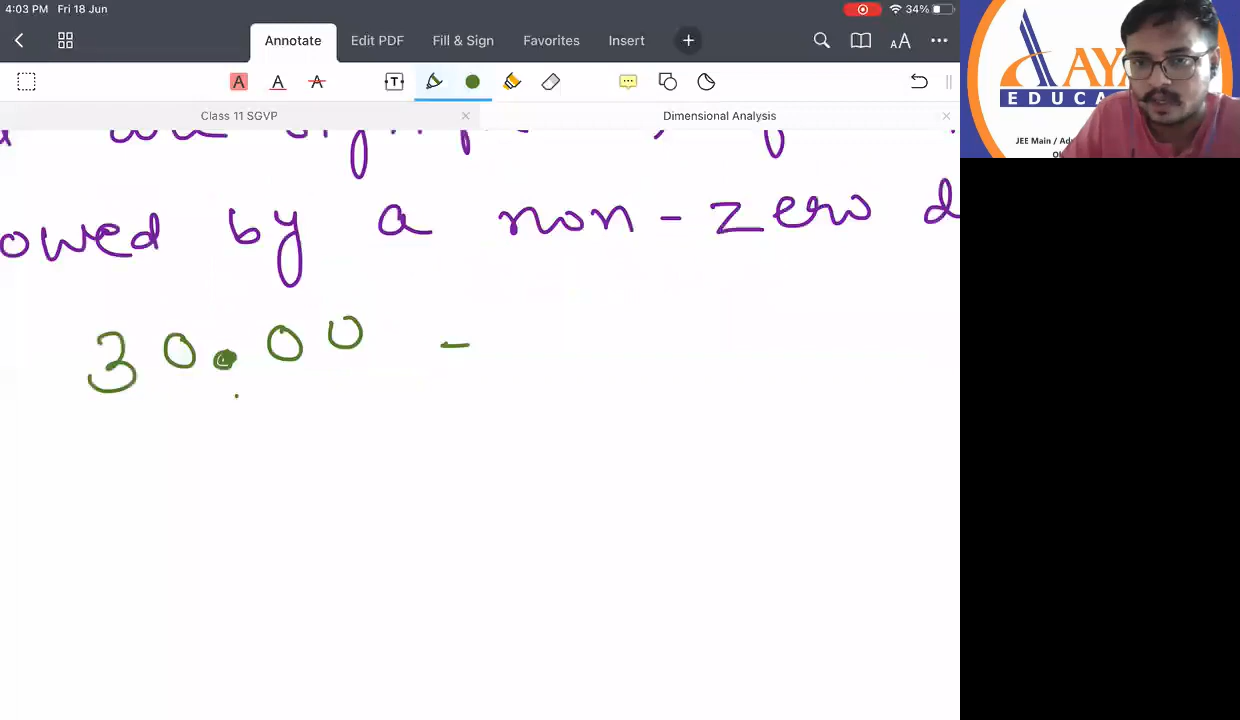 4:03 PM Fri 18 Jun
34%
Annotate Edit PDF Fill & Sign Favorites Insert
Class 11 SGVP
Dimensional Analysis
owed by a non-zero d
30.00 -
EDUCA
JEE Main / Ad